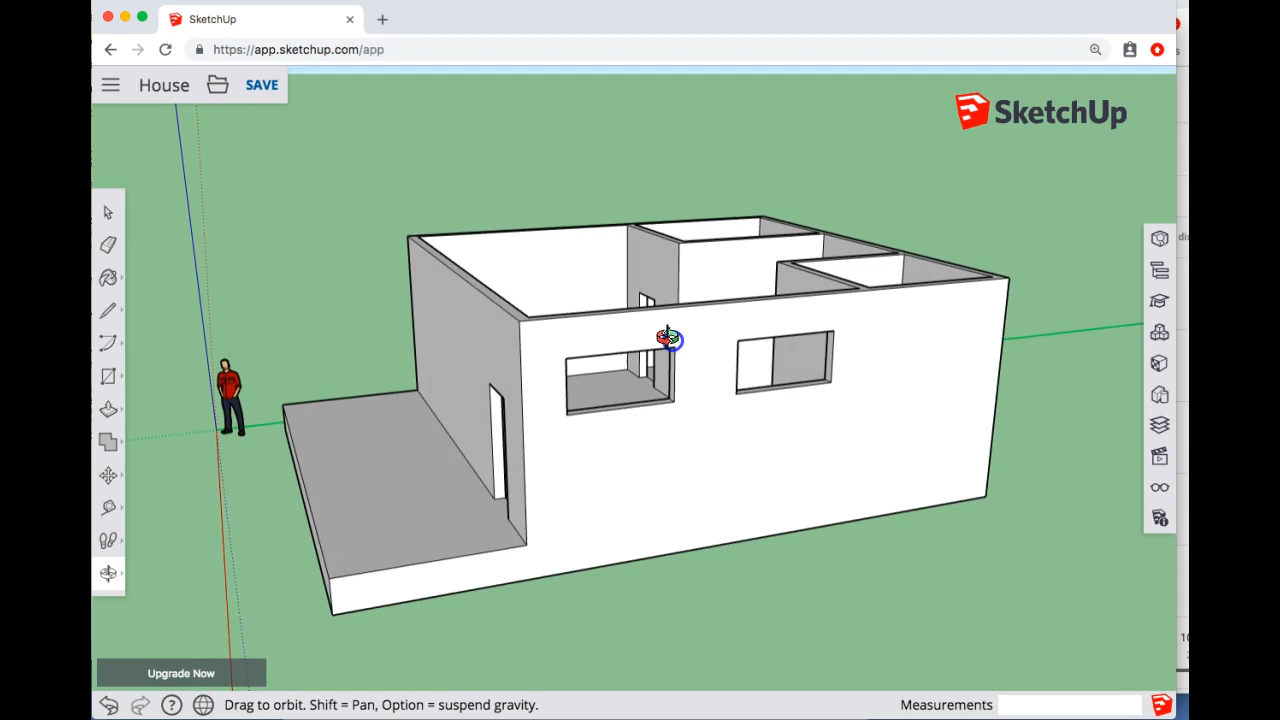 SketchUp
https://app.sketchup.com/app
House
SAVE
SketchUp
Upgrade Now
Drag to orbit. Shift = Pan, Option = suspend gravity.
Measurements